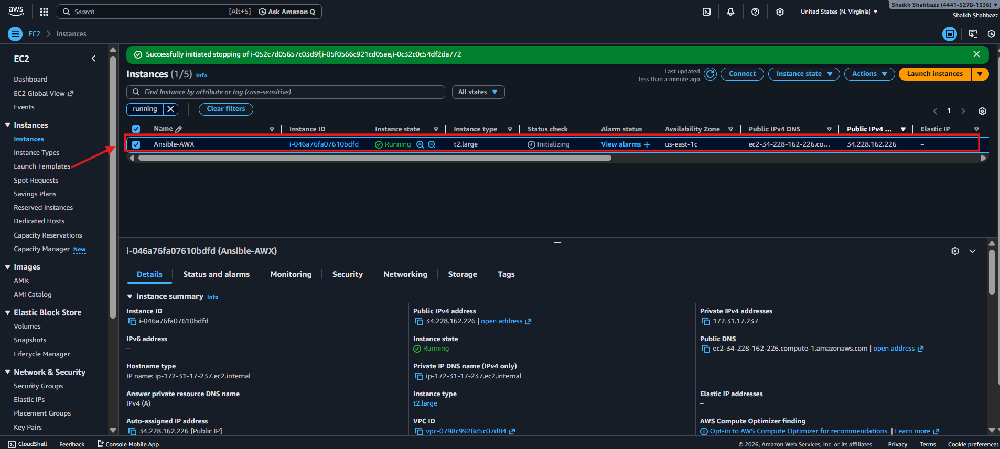 aws
Search [Alt+S] Ask Amazon Q
United States (N. Virginia)
Shaikh Shahbazz (4441-5278-1336)
Shaikh Shahbazz
EC2 Instances
EC2
Dashboard
EC2 Global View
Events
Instances
Instances
Instance Types
Launch Templates
Spot Requests
Savings Plans
Reserved Instances
Dedicated Hosts
Capacity Reservations
Capacity Manager New
Images
AMIs
AMI Catalog
Elastic Block Store
Volumes
Snapshots
Lifecycle Manager
Network & Security
Security Groups
Elastic IPs
Placement Groups
Key Pairs
Successfully initiated stopping of i-052c7d05657c03d9f,i-05f0566c921cd05ae,i-0c32c0c54df2da772
Instances (1/5) Info
Last updated
less than a minute ago
Connect Instance state Actions Launch instances
Find Instance by attribute or tag (case-sensitive) All states
running Clear filters
1
Name Instance ID Instance state Instance type Status check Alarm status Availability Zone Public IPv4 DNS Public IPv4 ... Elastic IP
Ansible-AWX i-046a76fa07610bdfd Running t2.large Initializing View alarms + us-east-1c ec2-34-228-162-226.co... 34.228.162.226 –
i-046a76fa07610bdfd (Ansible-AWX)
Details Status and alarms Monitoring Security Networking Storage Tags
Instance summary Info
Instance ID
i-046a76fa07610bdfd
Public IPv4 address
34.228.162.226 | open address
Private IPv4 addresses
172.31.17.237
IPv6 address
–
Instance state
Running
Public DNS
ec2-34-228-162-226.compute-1.amazonaws.com | open address
Hostname type
IP name: ip-172-31-17-237.ec2.internal
Private IP DNS name (IPv4 only)
ip-172-31-17-237.ec2.internal
Answer private resource DNS name
IPv4 (A)
Instance type
t2.large
Elastic IP addresses
–
Auto-assigned IP address
34.228.162.226 [Public IP]
VPC ID
vpc-0798c9928d5c07d84
AWS Compute Optimizer finding
Opt-in to AWS Compute Optimizer for recommendations. | Learn more
CloudShell Feedback Console Mobile App
© 2026, Amazon Web Services, Inc. or its affiliates. Privacy Terms Cookie preferences